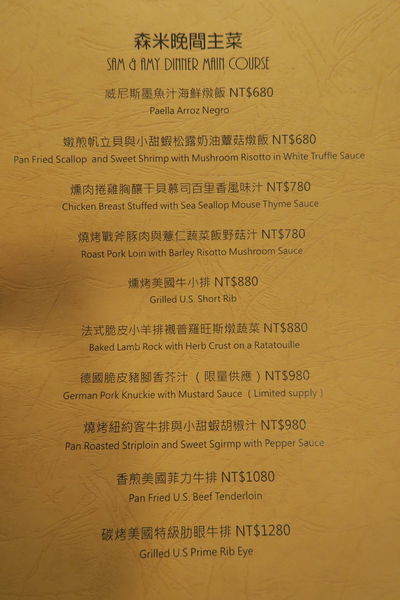 森米晚間主菜
SAM & AMY DINNER MAIN COURSE
威尼斯墨魚汁海鮮燉飯 NT$680
Paella Arroz Negro
嫩煎帆立貝與小甜蝦松露奶油蕈菇燉飯 NT$680
Pan Fried Scallop and Sweet Shrimp with Mushroom Risotto in White Truffle Sauce
燻肉捲雞胸釀干貝慕司百里香風味汁 NT$780
Chicken Breast Stuffed with Sea Seallop Mouse Thyme Sauce
燒烤戰斧豚肉與薏仁蔬菜飯野菇汁 NT$780
Roast Pork Loin with Barley Risotto Mushroom Sauce
燻烤美國牛小排 NT$880
Grilled U.S. Short Rib
法式脆皮小羊排襯普羅旺斯燉蔬菜 NT$880
Baked Lamb Rock with Herb Crust on a Ratatouille
德國脆皮豬腳香芥汁（限量供應）NT$980
German Pork Knuckie with Mustard Sauce（Limited supply）
燒烤紐約客牛排與小甜蝦胡椒汁 NT$980
Pan Roasted Striploin and Sweet Sgirmp with Pepper Sauce
香煎美國菲力牛排 NT$1080
Pan Fried U.S. Beef Tenderloin
碳烤美國特級肋眼牛排 NT$1280
Grilled U.S Prime Rib Eye